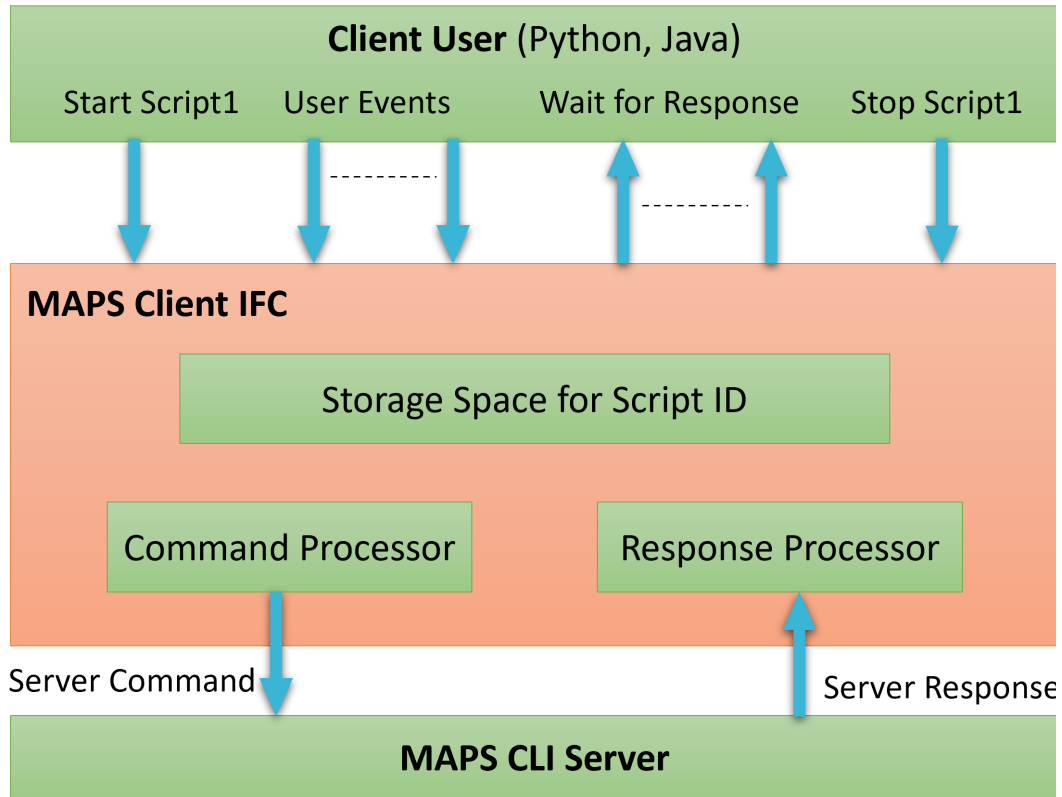 Client User (Python, Java)
Start Script1 User Events Wait for Response Stop Script1
MAPS Client IFC
Storage Space for Script ID
Command Processor Response Processor
Server Command Server Response
MAPS CLI Server